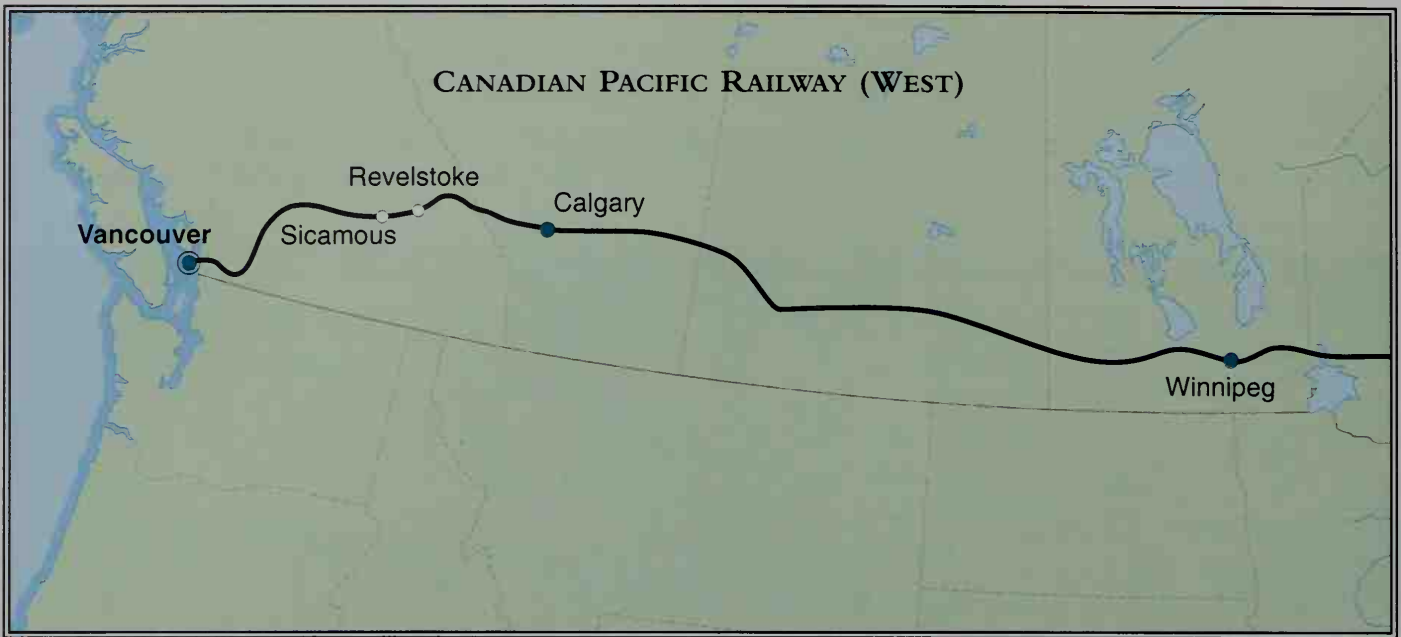 CANADIAN PACIFIC RAILWAY (WEST)
Revelstoke
Calgary
Vancouver
Sicamous
Winnipeg